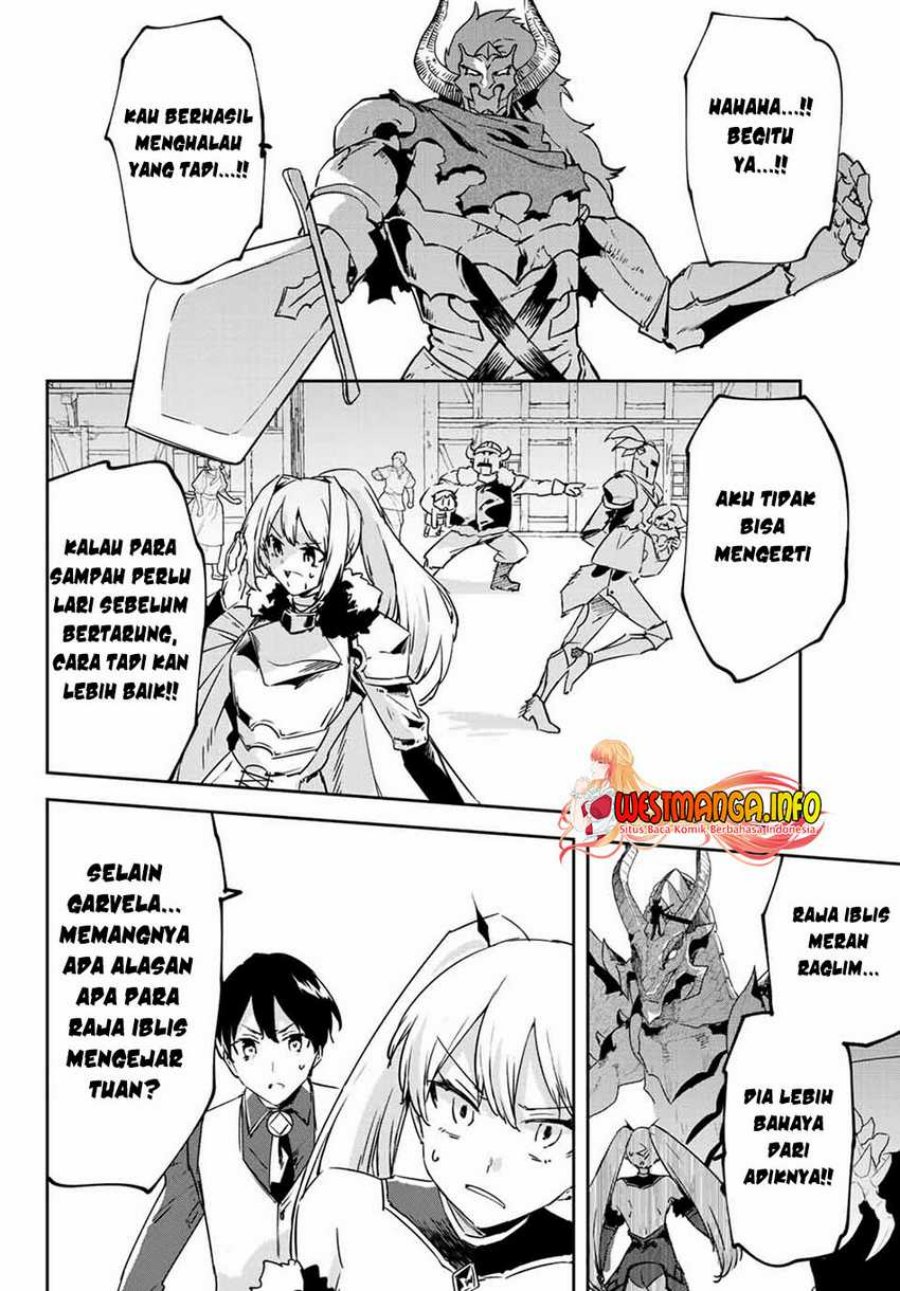 HAHAHA...!!
BEGITU
YA...!!
KAU BERHASIL
MENGHALAU
YANG TADI...!!
AKU TIDAK
BISA
MENGERTI
KALAU PARA
SAMPAH PERLU
LARI SEBELUM
BERTARUNG,
CARA TADI KAN
LEBIH BAIK!!
WESTMANGA.INFO
Situs Baca Komik Berbahasa Indonesia
RAJA IBLIS
MERAH
RAGLIM...
DIA LEBIH
BAHAYA
DARI
ADIKNYA!!
SELAIN
GARVELA...
MEMANGNYA
ADA ALASAN
APA PARA
RAJA IBLIS
MENGEJAR
TUAN?